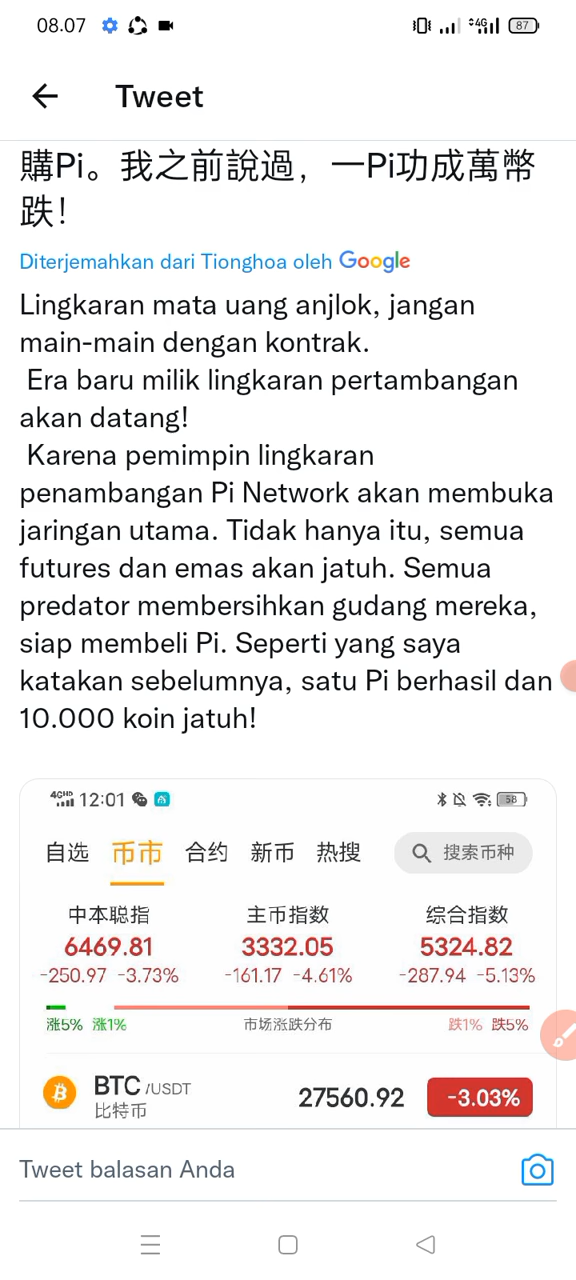 08.07 4G 87
Tweet
購Pi。我之前說過，一Pi功成萬幣
跌！
Diterjemahkan dari Tionghoa oleh Google
Lingkaran mata uang anjlok, jangan
main-main dengan kontrak.
Era baru milik lingkaran pertambangan
akan datang!
Karena pemimpin lingkaran
penambangan Pi Network akan membuka
jaringan utama. Tidak hanya itu, semua
futures dan emas akan jatuh. Semua
predator membersihkan gudang mereka,
siap membeli Pi. Seperti yang saya
katakan sebelumnya, satu Pi berhasil dan
10.000 koin jatuh!
4GHD 12:01 58
自选 币市 合约 新币 热搜 搜索币种
中本聪指 主币指数 综合指数
6469.81 3332.05 5324.82
-250.97 -3.73% -161.17 -4.61% -287.94 -5.13%
涨5% 涨1% 市场涨跌分布 跌1% 跌5%
BTC /USDT 27560.92 -3.03%
比特币
Tweet balasan Anda